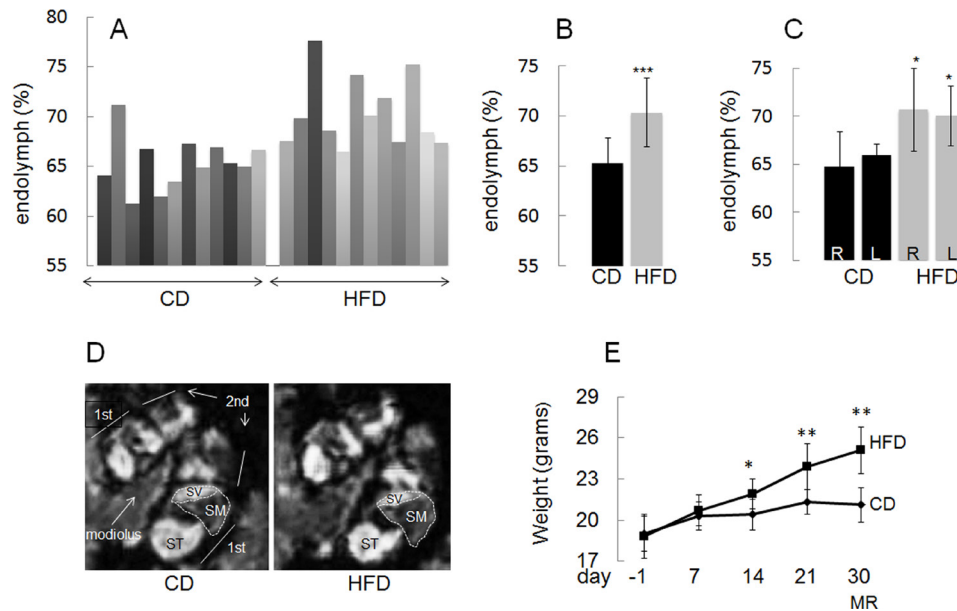 A
endolymph (%)
80
75
70
65
60
55
CD
HFD
B
endolymph (%)
80
75
70
65
60
55
***
CD HFD
C
endolymph (%)
75
70
65
60
55
*
*
R L R L
CD HFD
D
1st
2nd
SV
SM
ST
modiolus
1st
CD
SV
SM
ST
HFD
E
Weight (grams)
29
26
23
20
17
*
**
**
HFD
CD
day -1 7 14 21 30
MR